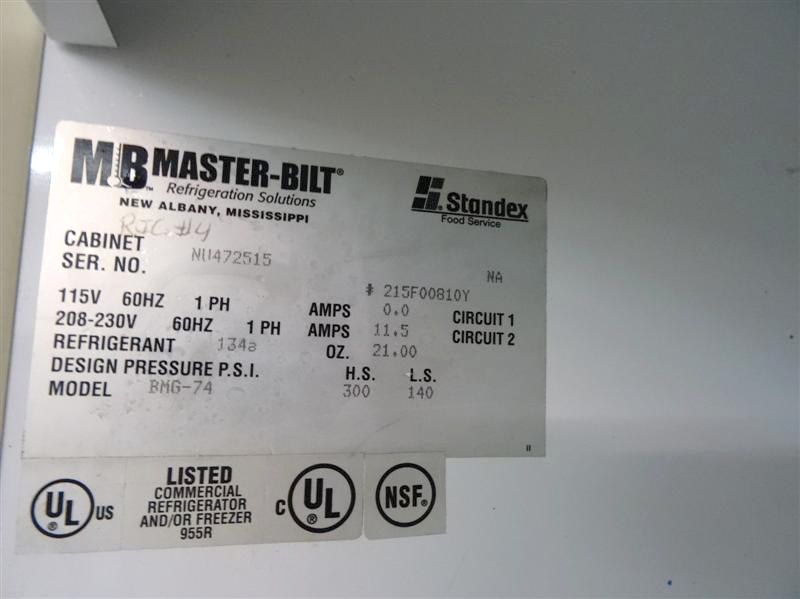 MB MASTER-BILT®
Refrigeration Solutions
NEW ALBANY, MISSISSIPPI
Standex
Food Service
RIC #4
CABINET
SER. NO. NU472515
NA
# 215F00810Y
115V 60HZ 1 PH AMPS 0.0 CIRCUIT 1
208-230V 60HZ 1 PH AMPS 11.5 CIRCUIT 2
REFRIGERANT 134a OZ. 21.00
DESIGN PRESSURE P.S.I. H.S. L.S.
MODEL BMG-74 300 140
UL® US
LISTED
COMMERCIAL
REFRIGERATOR
AND/OR FREEZER
955R
C UL®
NSF®